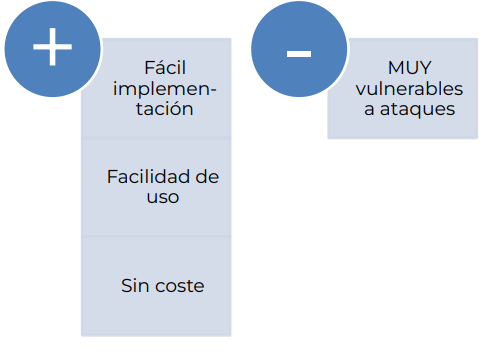 +
Fácil
implemen-
tación
Facilidad de
uso
Sin coste
-
MUY
vulnerables
a ataques